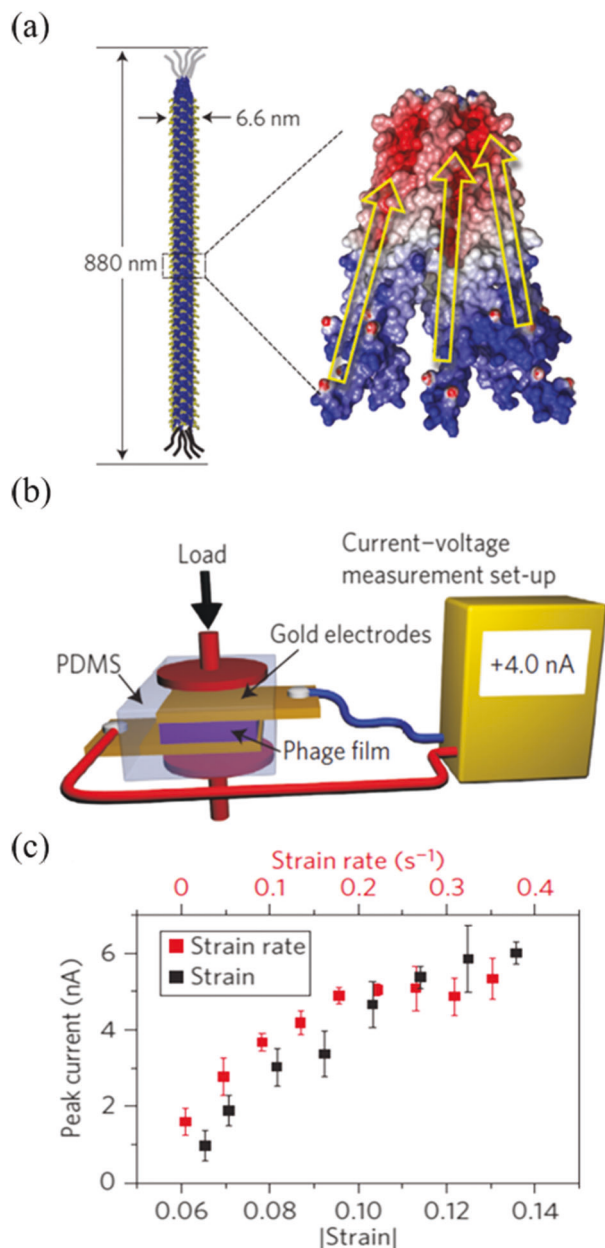 (a)
6.6 nm
880 nm
(b)
Load
Current–voltage
measurement set-up
Gold electrodes
PDMS
+4.0 nA
Phage film
(c)
Strain rate (s⁻¹)
0 0.1 0.2 0.3 0.4
Strain rate
Strain
Peak current (nA)
6
4
2
0
0.06 0.08 0.10 0.12 0.14
|Strain|